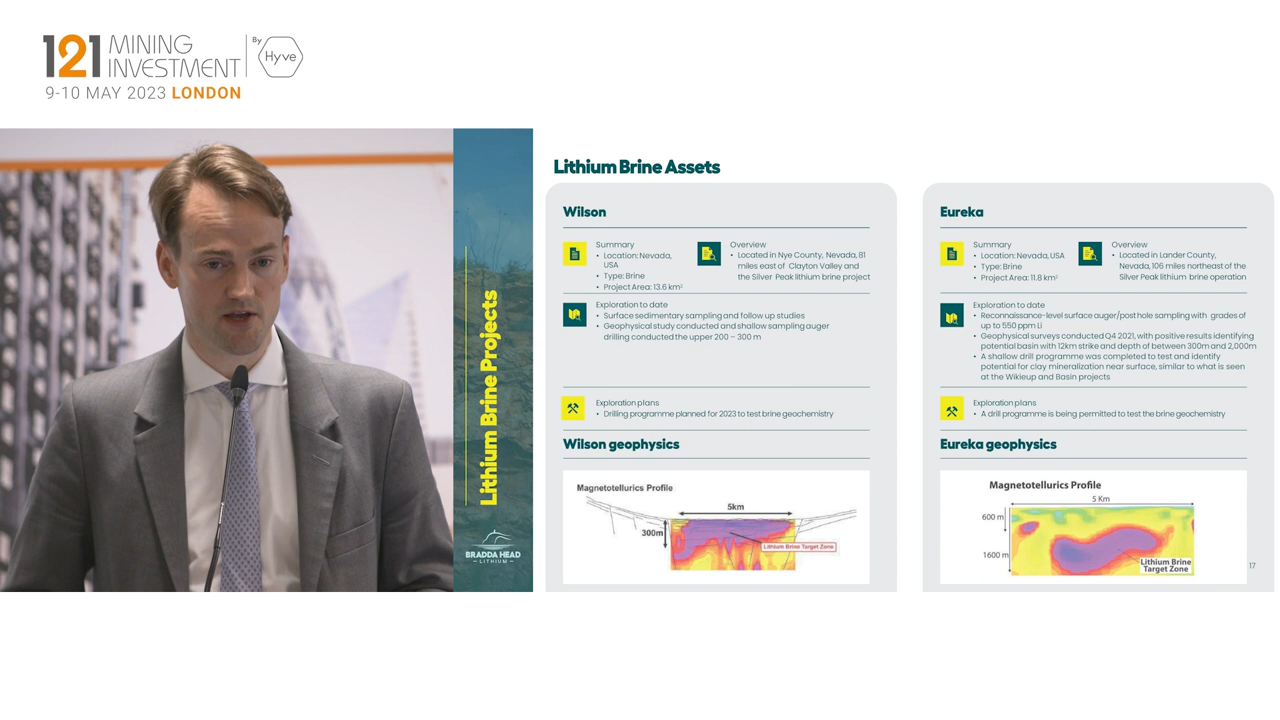 121 MINING INVESTMENT By Hyve
9-10 MAY 2023 LONDON
Lithium Brine Projects
BRADDA HEAD
LITHIUM
Lithium Brine Assets
Wilson
Summary
• Location: Nevada,
USA
• Type: Brine
• Project Area: 13.6 km²
Overview
• Located in Nye County, Nevada, 81
miles east of Clayton Valley and
the Silver Peak lithium brine project
Exploration to date
• Surface sedimentary sampling and follow up studies
• Geophysical study conducted and shallow sampling auger
drilling conducted the upper 200 – 300 m
Exploration plans
• Drilling programme planned for 2023 to test brine geochemistry
Wilson geophysics
Magnetotellurics Profile
5km
300m
Lithium Brine Target Zone
Eureka
Summary
• Location: Nevada, USA
• Type: Brine
• Project Area: 11.8 km²
Overview
• Located in Lander County,
Nevada, 106 miles northeast of the
Silver Peak lithium brine operation
Exploration to date
• Reconnaissance-level surface auger/post hole sampling with grades of
up to 550 ppm Li
• Geophysical surveys conducted Q4 2021, with positive results identifying
potential basin with 12km strike and depth of between 300m and 2,000m
• A shallow drill programme was completed to test and identify
potential for clay mineralization near surface, similar to what is seen
at the Wikieup and Basin projects
Exploration plans
• A drill programme is being permitted to test the brine geochemistry
Eureka geophysics
Magnetotellurics Profile
5 Km
600 m
1600 m
Lithium Brine
Target Zone
17